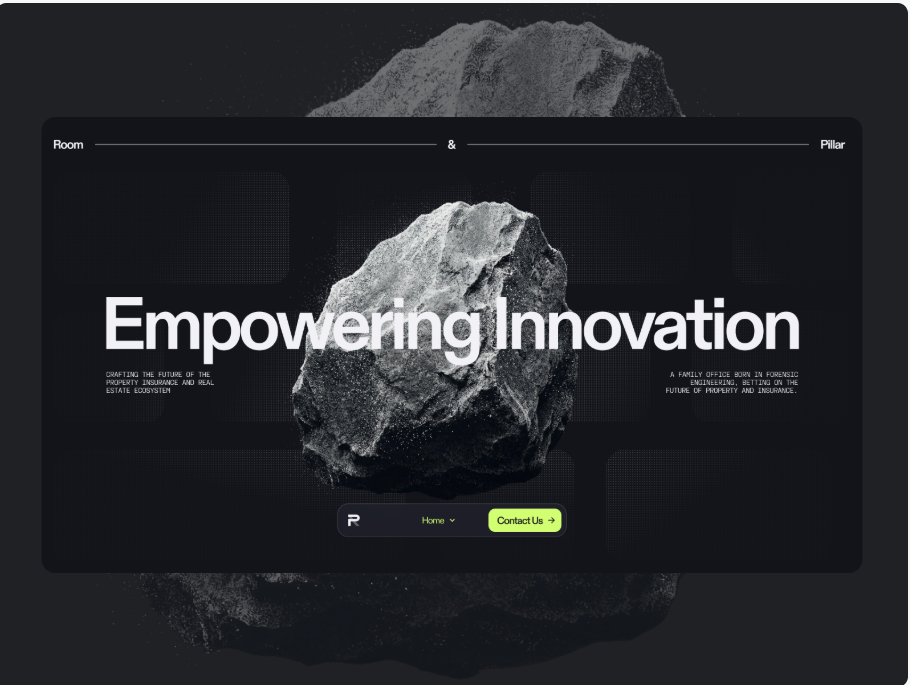 Room
&
Pillar
Empowering Innovation
CRAFTING THE FUTURE OF THE
PROPERTY INSURANCE AND REAL
ESTATE ECOSYSTEM
A FAMILY OFFICE BORN IN FORENSIC
ENGINEERING, BETTING ON THE
FUTURE OF PROPERTY AND INSURANCE.
R
Home
Contact Us →